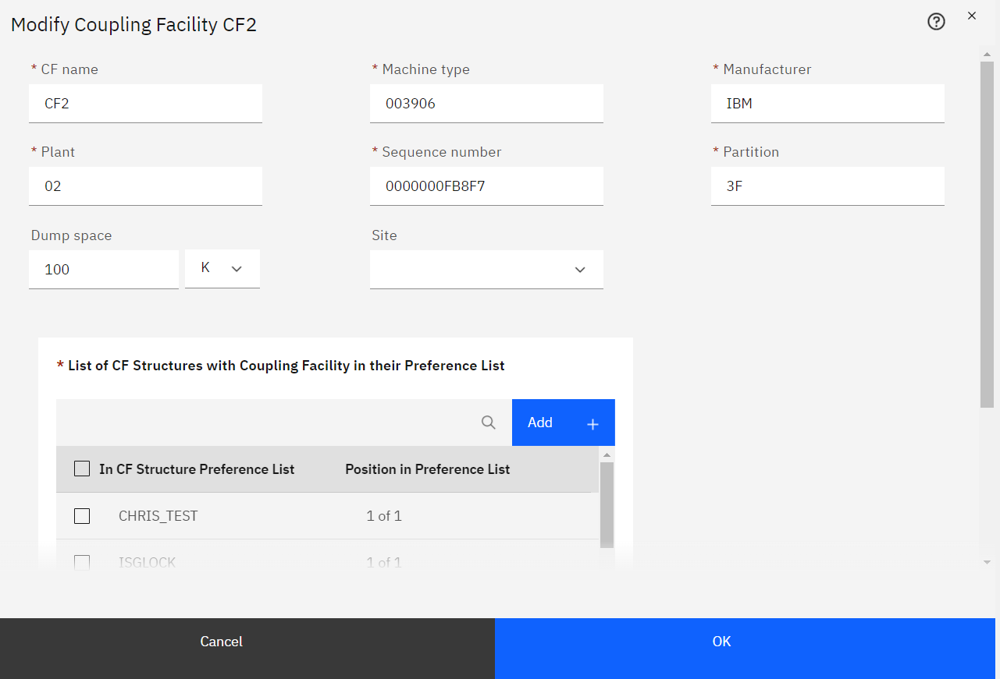 Modify Coupling Facility CF2
* CF name
* Machine type
* Manufacturer
CF2
003906
IBM
* Plant
* Sequence number
* Partition
02
0000000FB8F7
3F
Dump space
Site
100
K
* List of CF Structures with Coupling Facility in their Preference List
Add +
In CF Structure Preference List
Position in Preference List
CHRIS_TEST
1 of 1
ISGLOCK
1 of 1
Cancel
OK